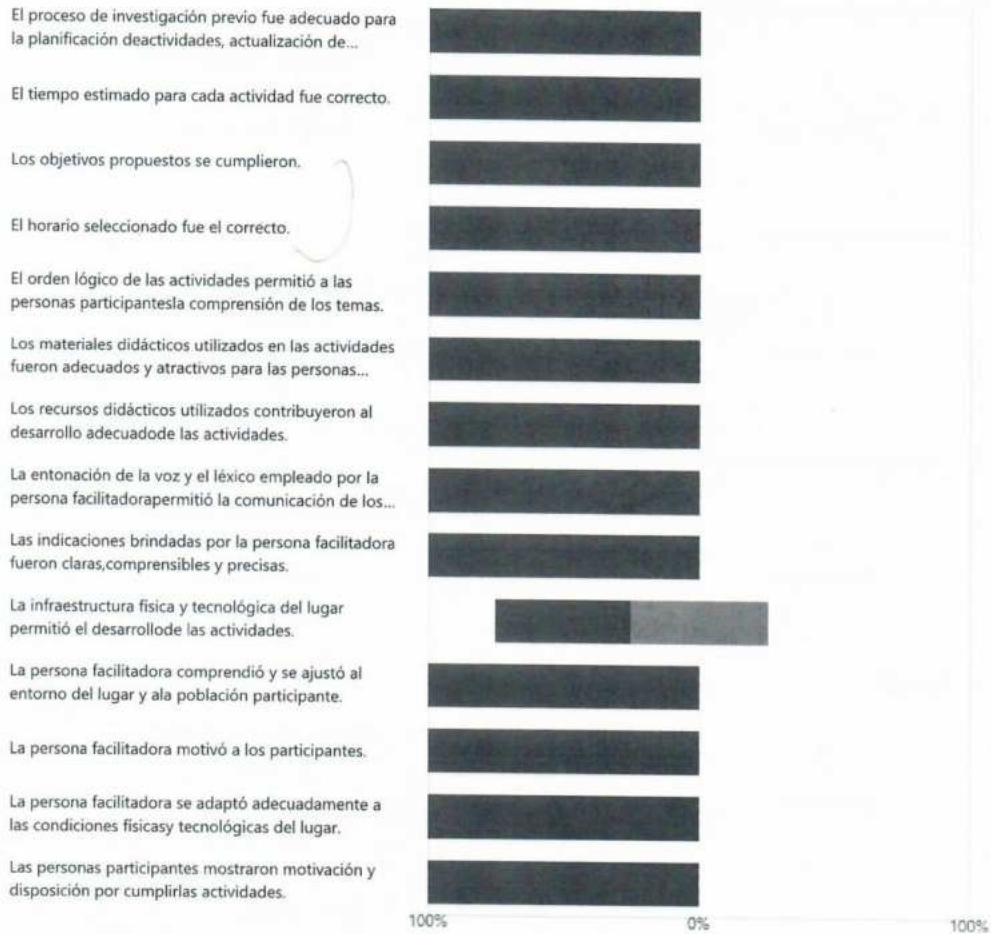 El proceso de investigación previo fue adecuado para
la planificación deactividades, actualización de...
El tiempo estimado para cada actividad fue correcto.
Los objetivos propuestos se cumplieron.
El horario seleccionado fue el correcto.
El orden lógico de las actividades permitió a las
personas participantesla comprensión de los temas.
Los materiales didácticos utilizados en las actividades
fueron adecuados y atractivos para las personas...
Los recursos didácticos utilizados contribuyeron al
desarrollo adecuadode las actividades.
La entonación de la voz y el léxico empleado por la
persona facilitadorapermitió la comunicación de los...
Las indicaciones brindadas por la persona facilitadora
fueron claras,comprensibles y precisas.
La infraestructura física y tecnológica del lugar
permitió el desarrollode las actividades.
La persona facilitadora comprendió y se ajustó al
entorno del lugar y ala población participante.
La persona facilitadora motivó a los participantes.
La persona facilitadora se adaptó adecuadamente a
las condiciones físicasy tecnológicas del lugar.
Las personas participantes mostraron motivación y
disposición por cumplirlas actividades.
100% 0% 100%